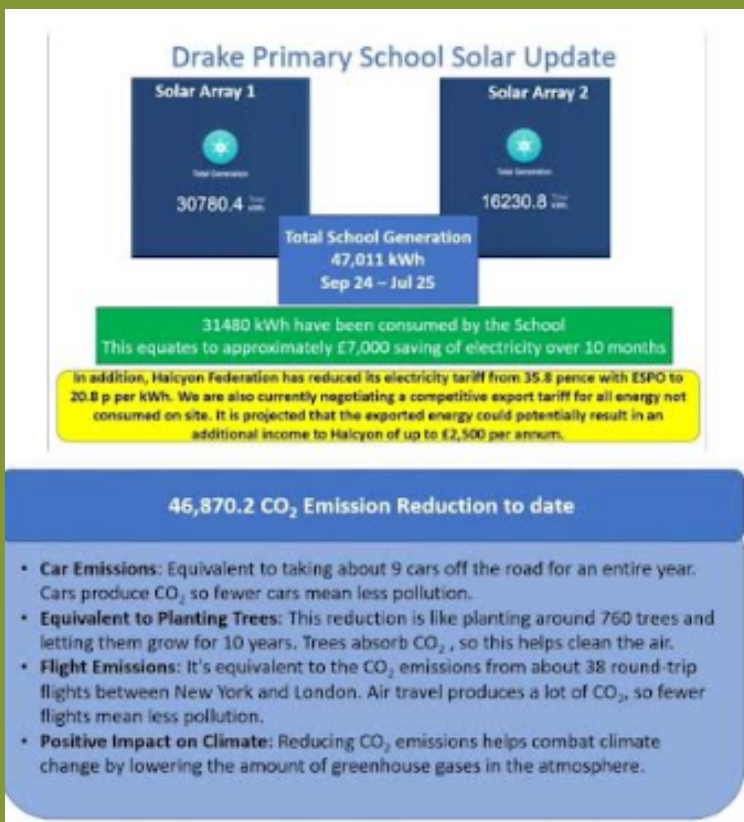 Drake Primary School Solar Update
Solar Array 1
Total Generation
30780.4 Total kWh
Solar Array 2
Total Generation
16230.8 Total kWh
Total School Generation
47,011 kWh
Sep 24 – Jul 25
31480 kWh have been consumed by the School
This equates to approximately £7,000 saving of electricity over 10 months
In addition, Halcyon Federation has reduced its electricity tariff from 35.8 pence with ESPO to
20.8 p per kWh. We are also currently negotiating a competitive export tariff for all energy not
consumed on site. It is projected that the exported energy could potentially result in an
additional income to Halcyon of up to £2,500 per annum.
46,870.2 CO₂ Emission Reduction to date
• Car Emissions: Equivalent to taking about 9 cars off the road for an entire year.
Cars produce CO₂ so fewer cars mean less pollution.
• Equivalent to Planting Trees: This reduction is like planting around 760 trees and
letting them grow for 10 years. Trees absorb CO₂ , so this helps clean the air.
• Flight Emissions: It's equivalent to the CO₂ emissions from about 38 round-trip
flights between New York and London. Air travel produces a lot of CO₂, so fewer
flights mean less pollution.
• Positive Impact on Climate: Reducing CO₂ emissions helps combat climate
change by lowering the amount of greenhouse gases in the atmosphere.